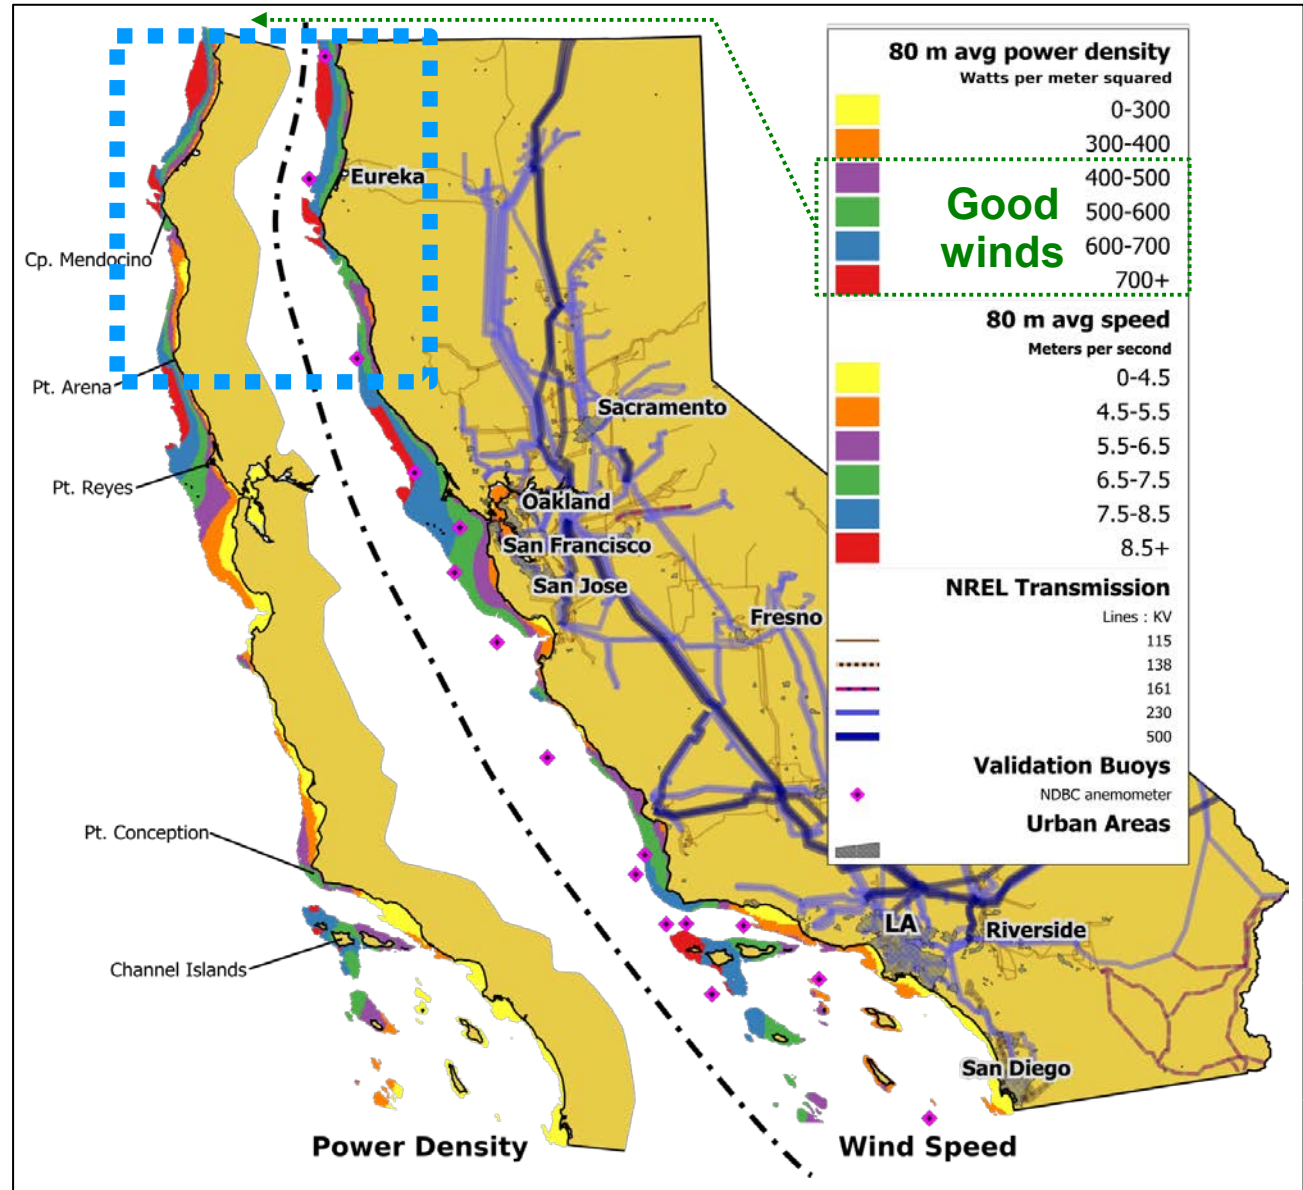 80 m avg power density
Watts per meter squared
0-300
300-400
400-500
500-600
600-700
700+
Good
winds
80 m avg speed
Meters per second
0-4.5
4.5-5.5
5.5-6.5
6.5-7.5
7.5-8.5
8.5+
NREL Transmission
Lines : KV
115
138
161
230
500
Validation Buoys
NDBC anemometer
Urban Areas
Eureka
Cp. Mendocino
Pt. Arena
Sacramento
Pt. Reyes
Oakland
San Francisco
San Jose
Fresno
Pt. Conception
LA
Riverside
Channel Islands
San Diego
Power Density
Wind Speed